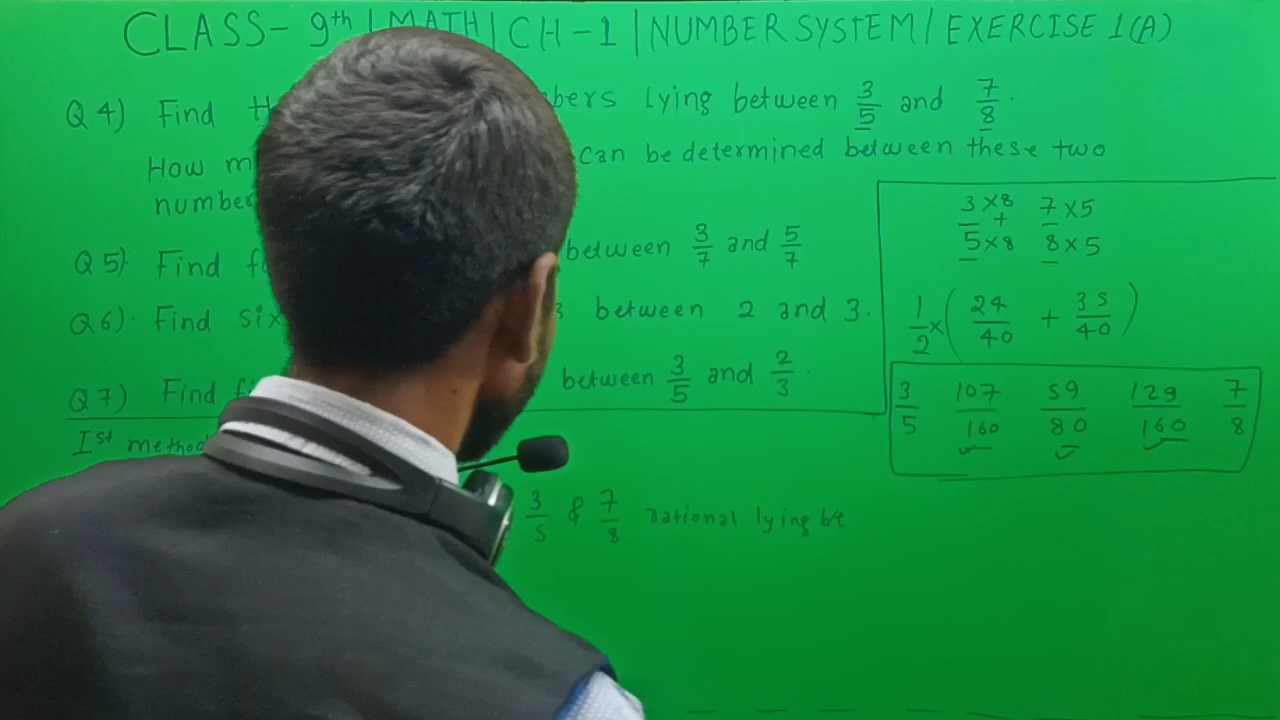 CLASS- 9th | MATH | CH-1 | NUMBER SYSTEM / EXERCISE 1(A)
Q 4) Find lying between 3/5 and 7/8.
How can be determined between these two
Q 5) Find between 3/7 and 5/7
Q 6). Find six between 2 and 3.
Q 7) Find between 3/5 and 2/3.
Ist method
3/5 & 7/8 rational lying be
3×8/5×8 + 7×5/8×5
1/2 × (24/40 + 35/40)
3/5 107/160 59/80 129/160 7/8